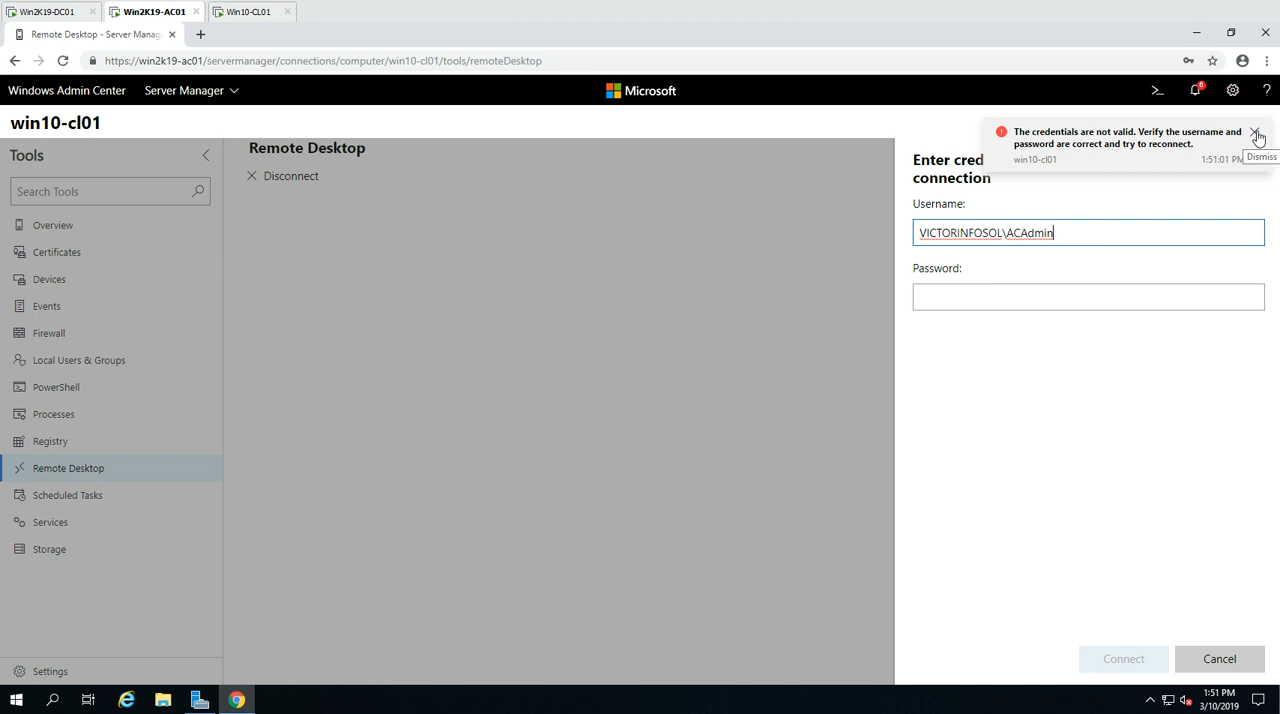 Win2K19-DC01
Win2K19-AC01
Win10-CL01
Remote Desktop - Server Manag
https://win2k19-ac01/servermanager/connections/computer/win10-cl01/tools/remoteDesktop
Windows Admin Center
Server Manager
Microsoft
6
?
win10-cl01
The credentials are not valid. Verify the username and
password are correct and try to reconnect.
win10-cl01
1:51:01 PM
Dismiss
Tools
Search Tools
Overview
Certificates
Devices
Events
Firewall
Local Users & Groups
PowerShell
Processes
Registry
Remote Desktop
Scheduled Tasks
Services
Storage
Settings
Remote Desktop
Disconnect
Enter cred
connection
Username:
VICTORINFOSOL\ACAdmin
Password:
Connect
Cancel
1:51 PM
3/10/2019